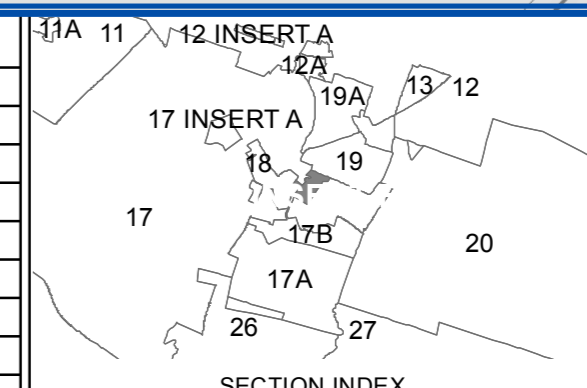 11A 11 12 INSERT A
12A
19A 13 12
17 INSERT A
18 19
17 20
17B
17A
26 27
SECTION INDEX